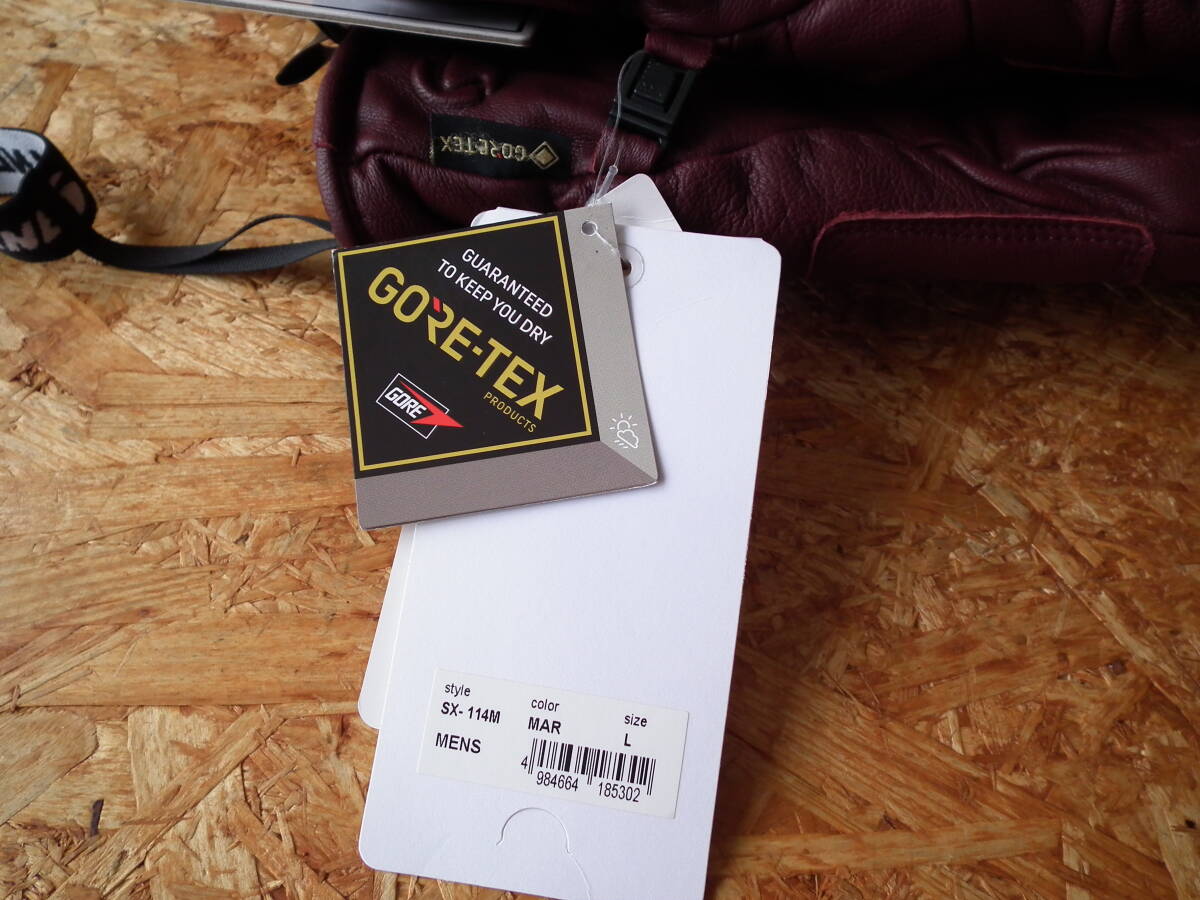 GORE-TEX
GUARANTEED
TO KEEP YOU DRY
GORE-TEX
PRODUCTS
GORE
style
SX- 114M
MENS
color
MAR
size
L
4 984664 185302